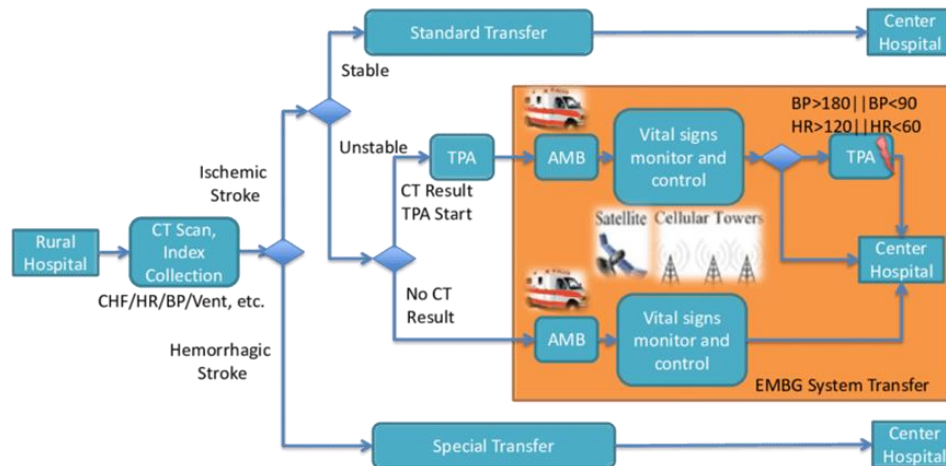 Standard Transfer
Center
Hospital
Stable
BP>180||BP<90
HR>120||HR<60
Unstable
TPA
AMB
Vital signs
monitor and
control
TPA
Ischemic
Stroke
CT Result
TPA Start
Satellite
Cellular Towers
Rural
Hospital
CT Scan,
Index
Collection
Center
Hospital
CHF/HR/BP/Vent, etc.
No CT
Result
AMB
Vital signs
monitor and
control
Hemorrhagic
Stroke
EMBG System Transfer
Special Transfer
Center
Hospital